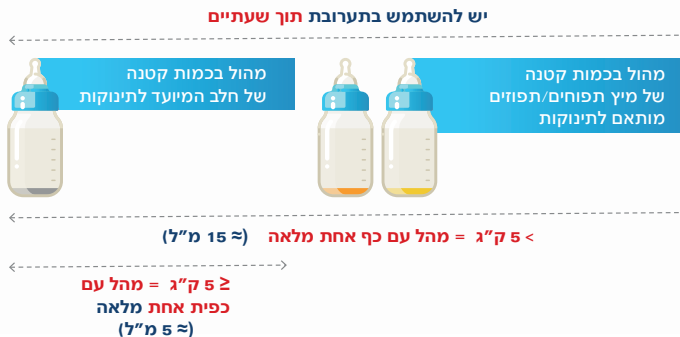 יש להשתמש בתערובת תוך שעתיים
מהול בכמות קטנה
של מיץ תפוחים/תפוזים
מותאם לתינוקות
מהול בכמות קטנה
של חלב המיועד לתינוקות
> 5 ק"ג = מהל עם כף אחת מלאה (≈ 15 מ"ל)
≥ 5 ק"ג = מהל עם
כפית אחת מלאה
(≈ 5 מ"ל)